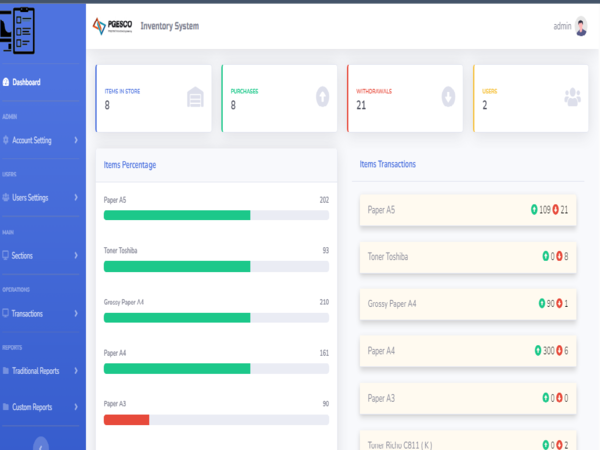 PGESCO
Inventory System
admin
Dashboard
ADMIN
Account Setting
USERS
Users Settings
MAIN
Sections
OPERATIONS
Transactions
REPORTS
Traditional Reports
Custom Reports
ITEMS IN STORE
8
PURCHASES
8
WITHDRAWALS
21
USERS
2
Items Percentage
Paper A5 202
Toner Toshiba 93
Grossy Paper A4 210
Paper A4 161
Paper A3 90
Items Transactions
Paper A5 109 21
Toner Toshiba 0 8
Grossy Paper A4 90 1
Paper A4 300 6
Paper A3 0 0
Toner Richo C811 ( K ) 0 2